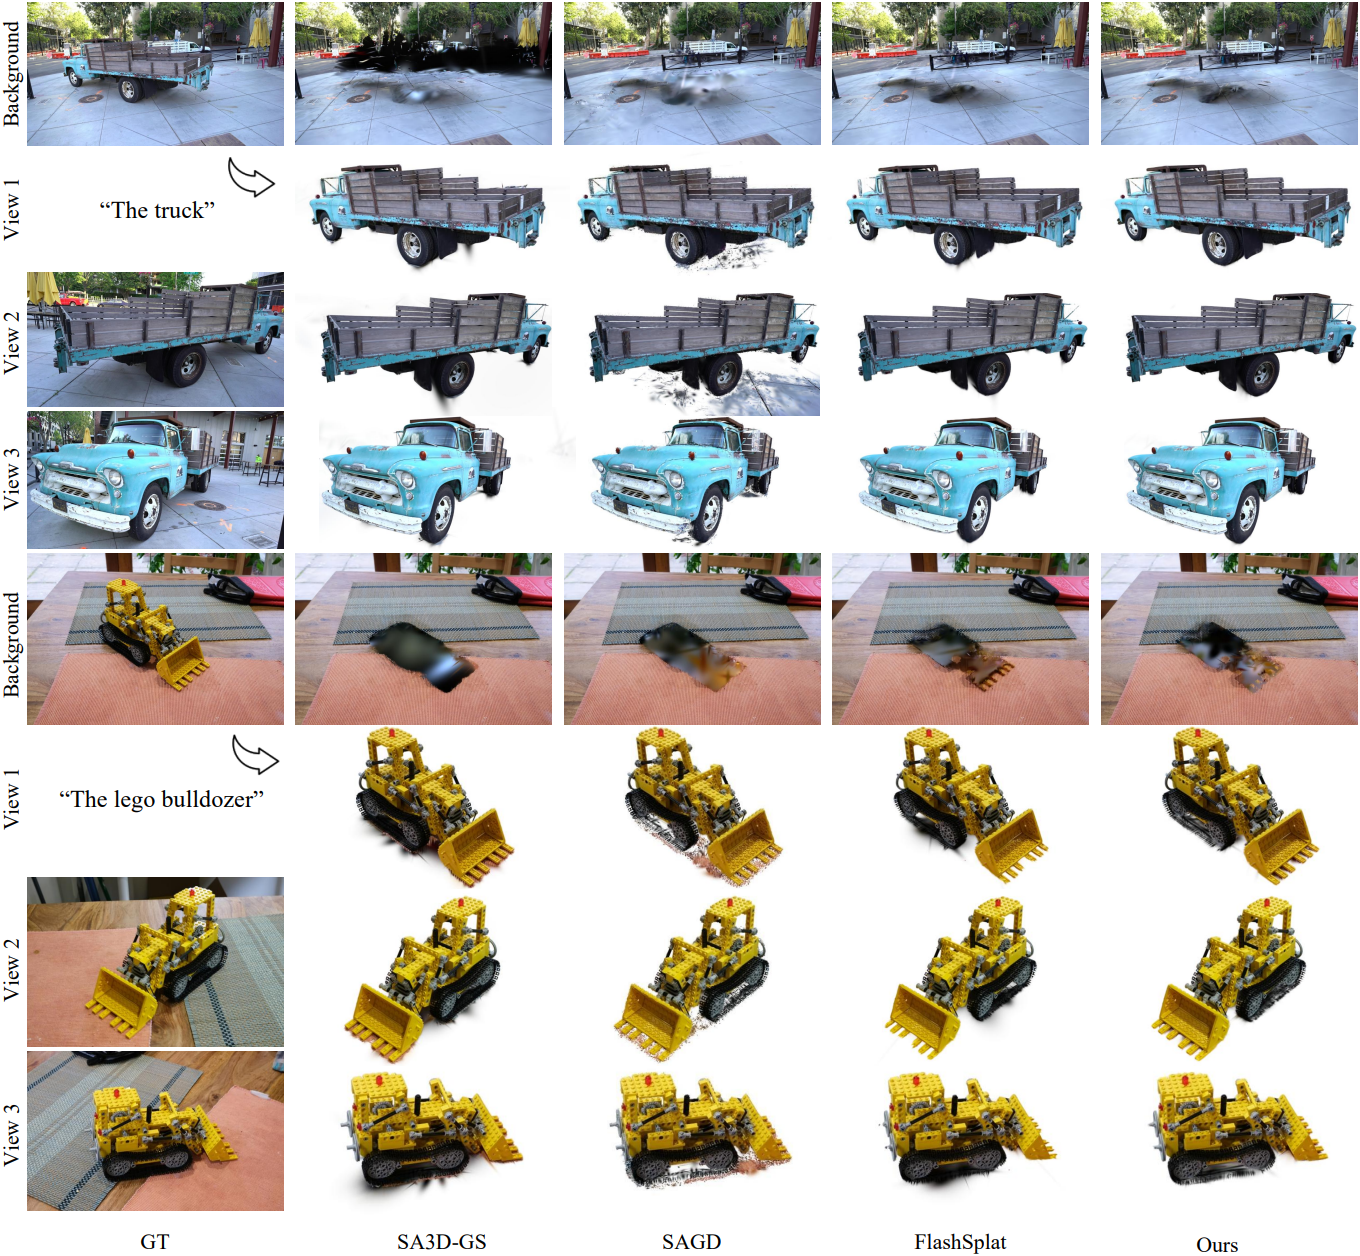 Background
View 1
“The truck”
View 2
View 3
Background
View 1
“The lego bulldozer”
View 2
View 3
GT
SA3D-GS
SAGD
FlashSplat
Ours